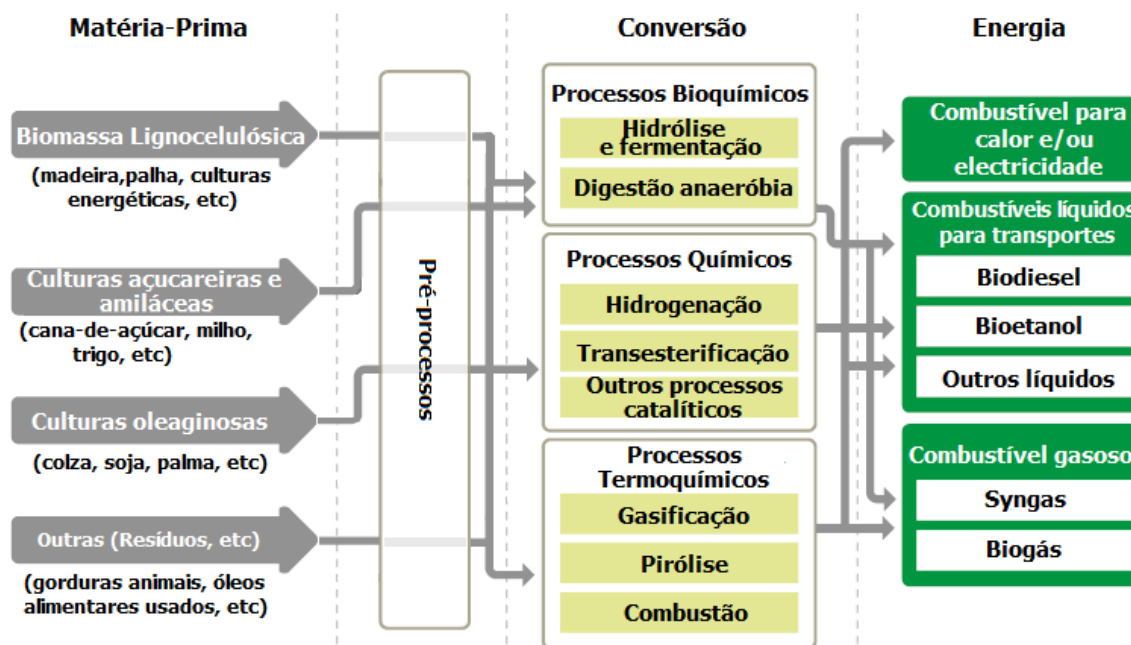 Matéria-Prima
Conversão
Energia
Biomassa Lignocelulósica
(madeira,palha, culturas
energéticas, etc)
Culturas açucareiras e
amiláceas
(cana-de-açúcar, milho,
trigo, etc)
Culturas oleaginosas
(colza, soja, palma, etc)
Outras (Resíduos, etc)
(gorduras animais, óleos
alimentares usados, etc)
Pré-processos
Processos Bioquímicos
Hidrólise
e fermentação
Digestão anaeróbia
Processos Químicos
Hidrogenação
Transesterificação
Outros processos
catalíticos
Processos
Termoquímicos
Gasificação
Pirólise
Combustão
Combustível para
calor e/ou
electricidade
Combustíveis líquidos
para transportes
Biodiesel
Bioetanol
Outros líquidos
Combustível gasoso
Syngas
Biogás